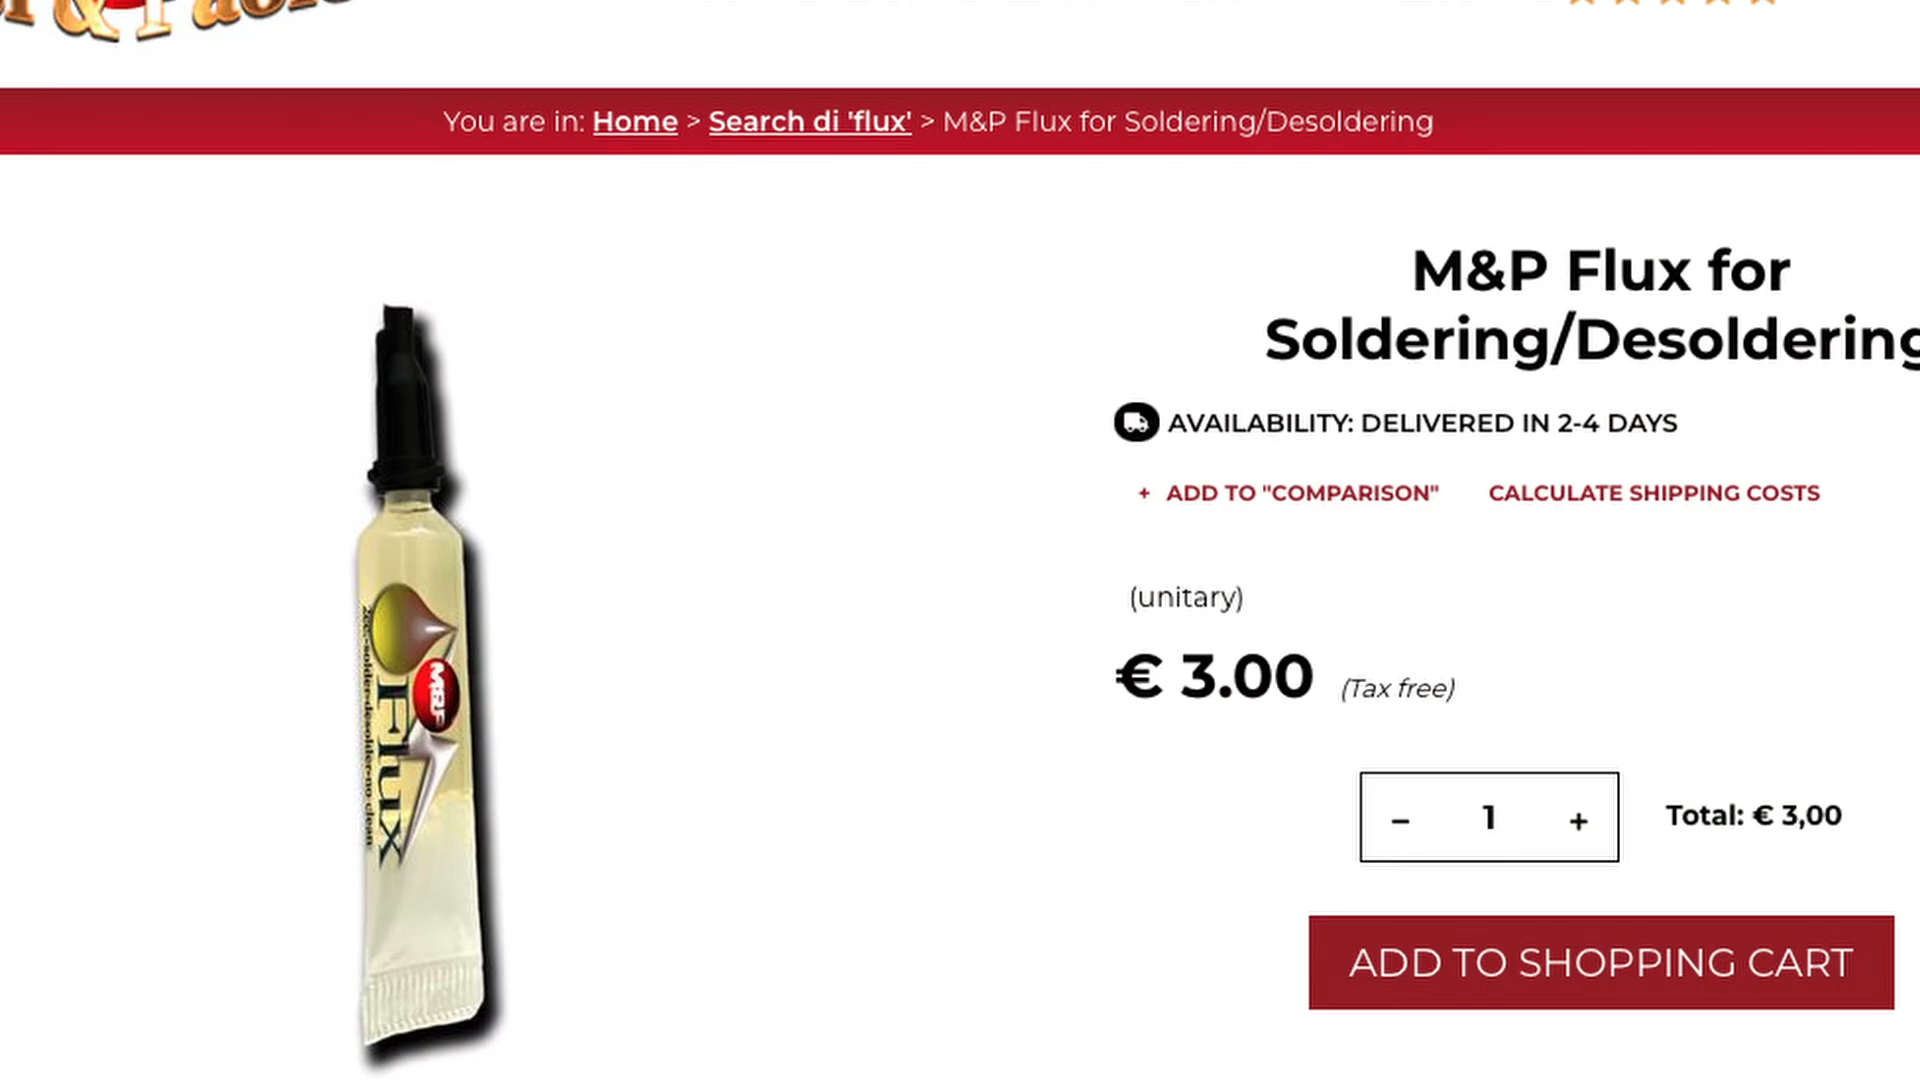 You are in: Home > Search di 'flux' > M&P Flux for Soldering/Desoldering
M&P Flux for
Soldering/Desoldering
AVAILABILITY: DELIVERED IN 2-4 DAYS
+ ADD TO "COMPARISON" CALCULATE SHIPPING COSTS
(unitary)
€ 3.00 (Tax free)
− 1 + Total: € 3,00
ADD TO SHOPPING CART
Flux